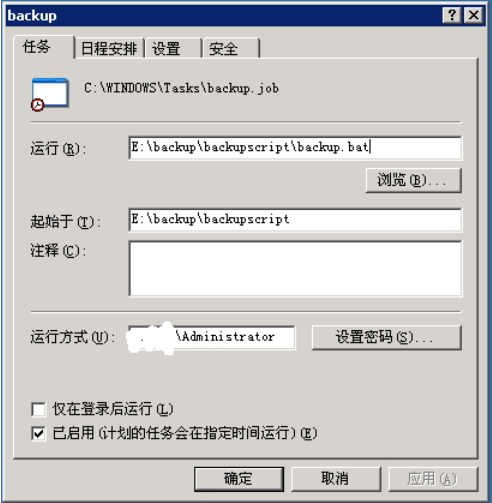 backup
任务 日程安排 设置 安全
C:\WINDOWS\Tasks\backup.job
运行(R): E:\backup\backupscript\backup.bat
浏览(B)...
起始于(T): E:\backup\backupscript
注释(C):
运行方式(U): \Administrator 设置密码(S)...
仅在登录后运行(L)
已启用(计划的任务会在指定时间运行)(E)
确定 取消 应用(A)